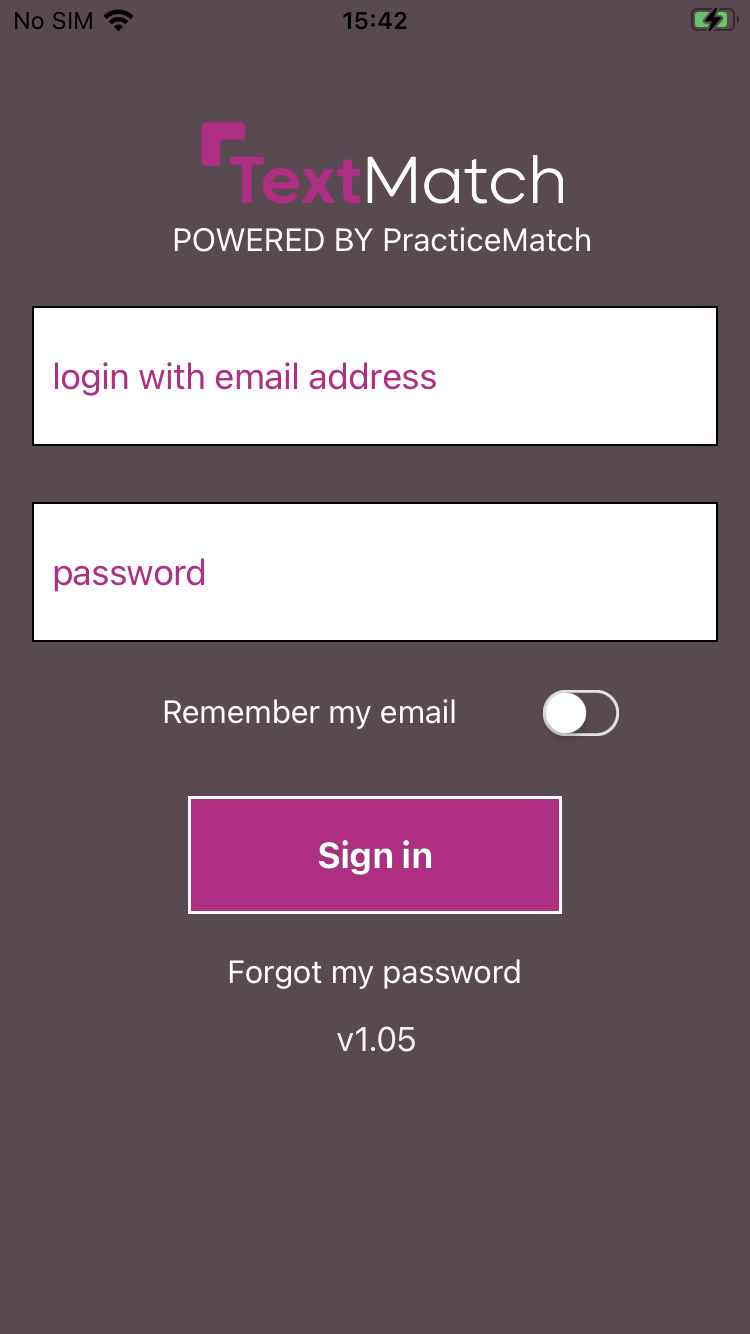 No SIM 15:42
TextMatch
POWERED BY PracticeMatch
login with email address
password
Remember my email
Sign in
Forgot my password
v1.05